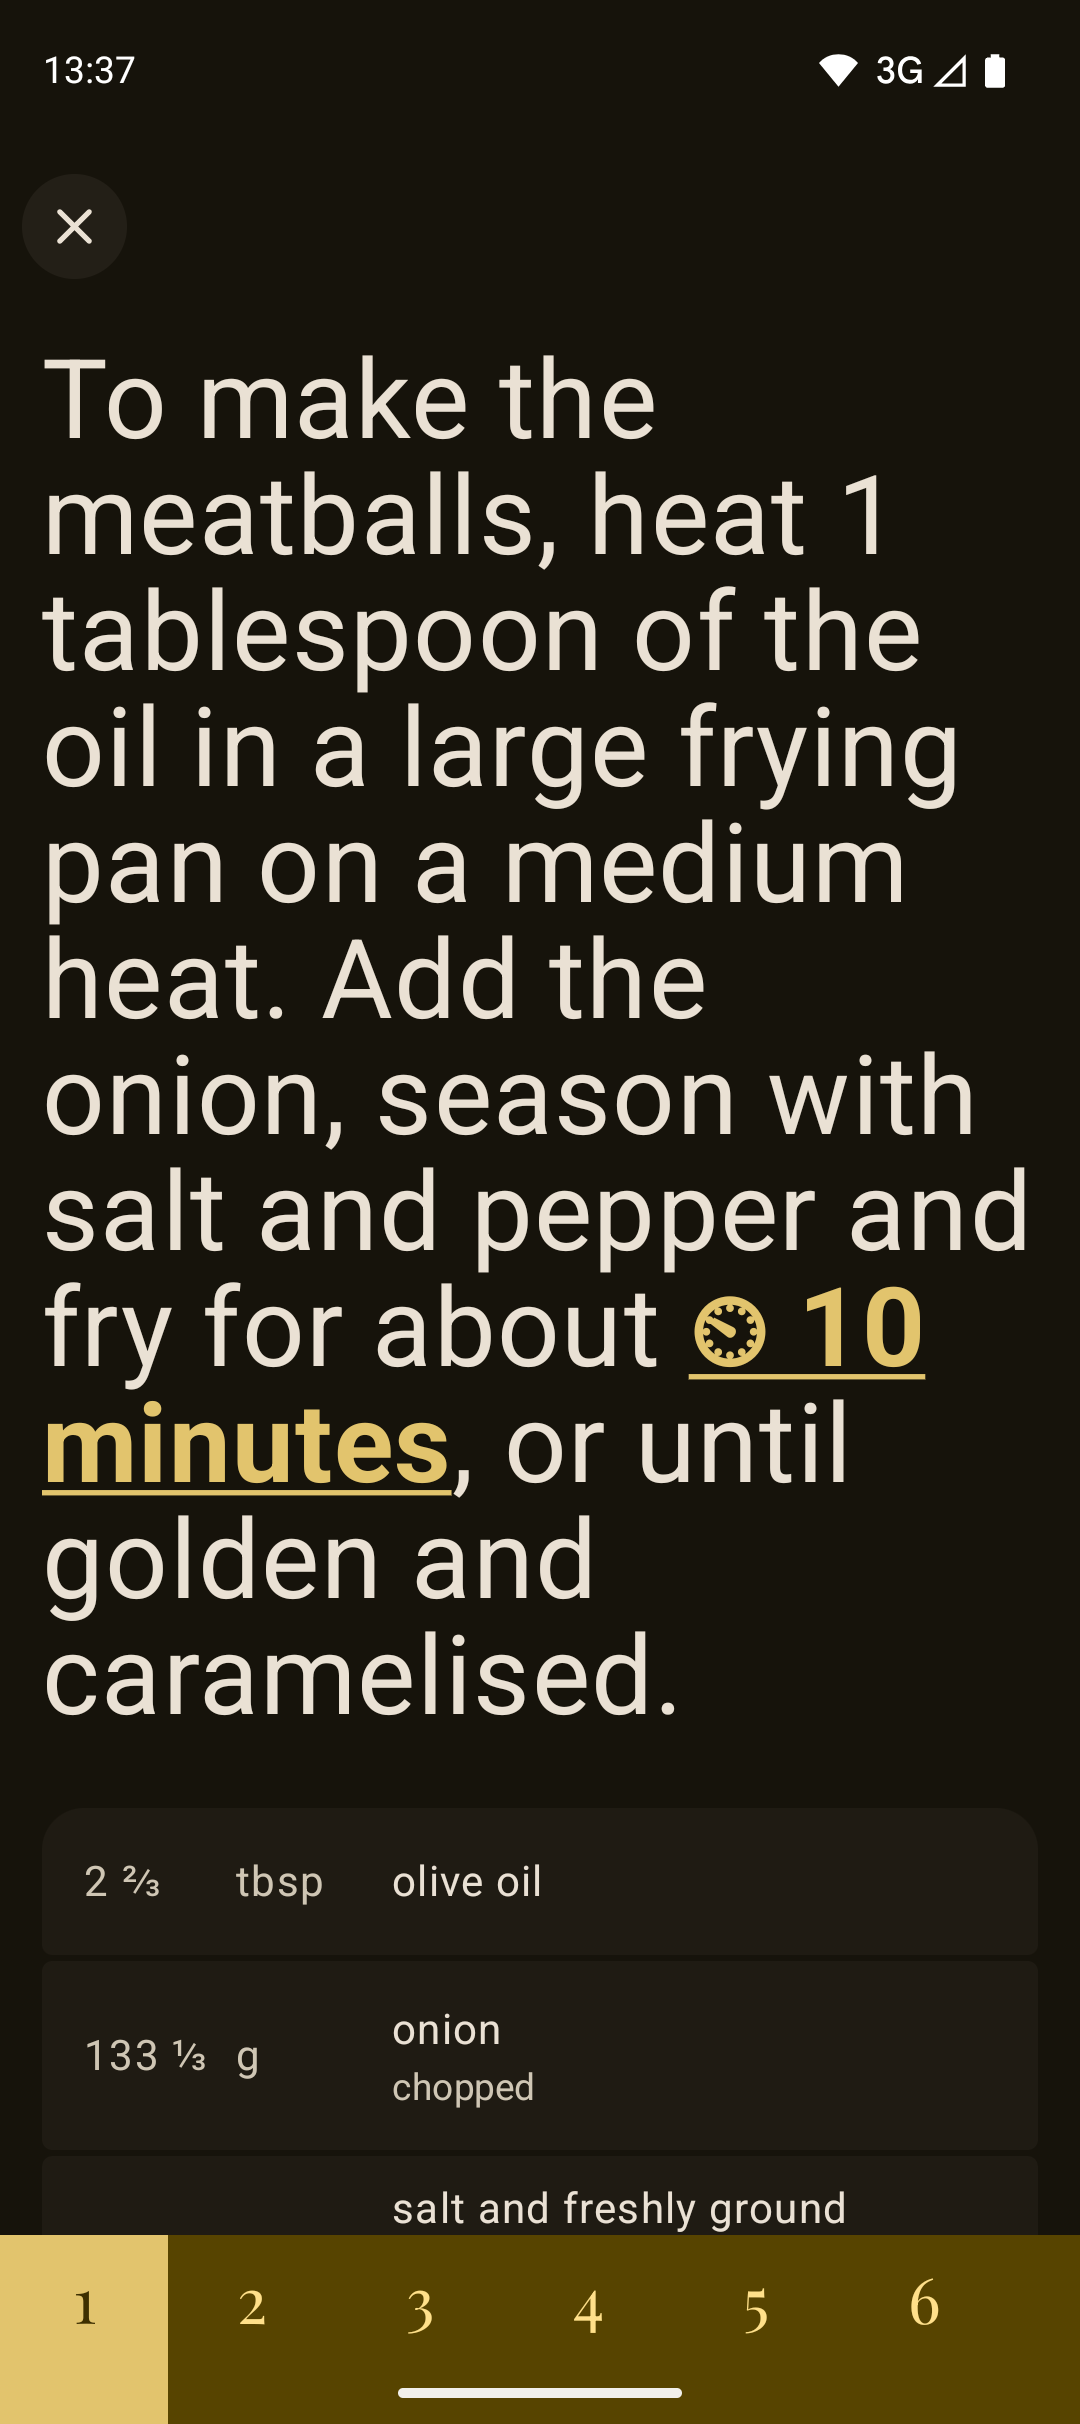 13:37
3G
To make the
meatballs, heat 1
tablespoon of the
oil in a large frying
pan on a medium
heat. Add the
onion, season with
salt and pepper and
fry for about 10
minutes, or until
golden and
caramelised.
2 ⅔ tbsp olive oil
133 ⅓ g onion
chopped
salt and freshly ground
1 2 3 4 5 6